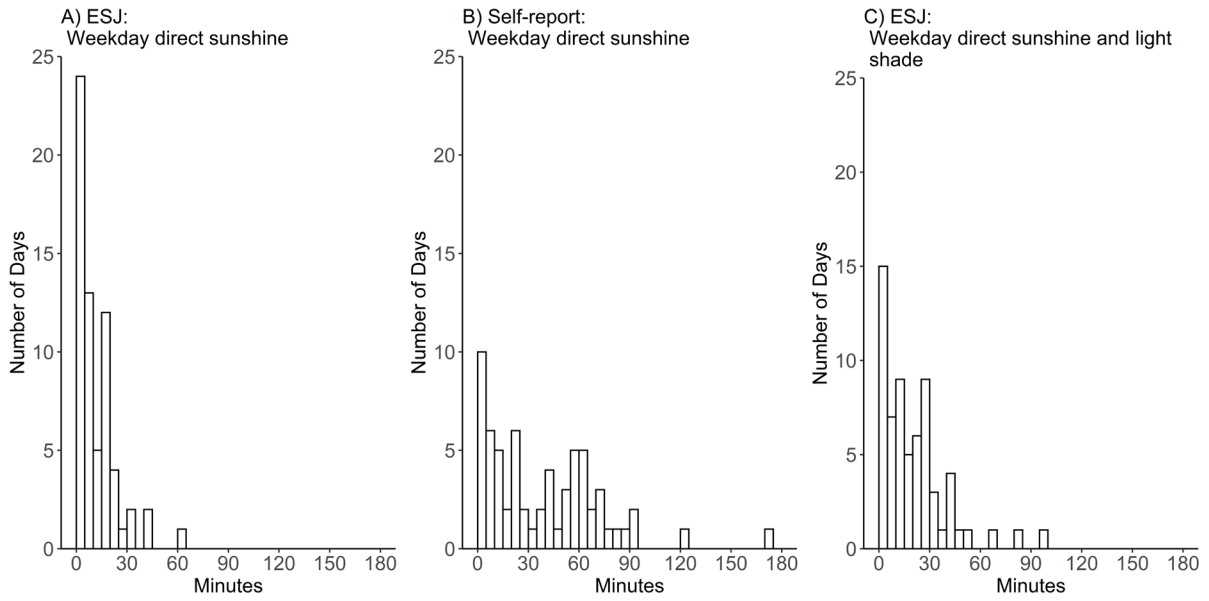 A) ESJ:
Weekday direct sunshine
25
20
15
10
5
0
Number of Days
0 30 60 90 120 150 180
Minutes
B) Self-report:
Weekday direct sunshine
25
20
15
10
5
0
Number of Days
0 30 60 90 120 150 180
Minutes
C) ESJ:
Weekday direct sunshine and light
shade
25
20
15
10
5
0
Number of Days
0 30 60 90 120 150 180
Minutes